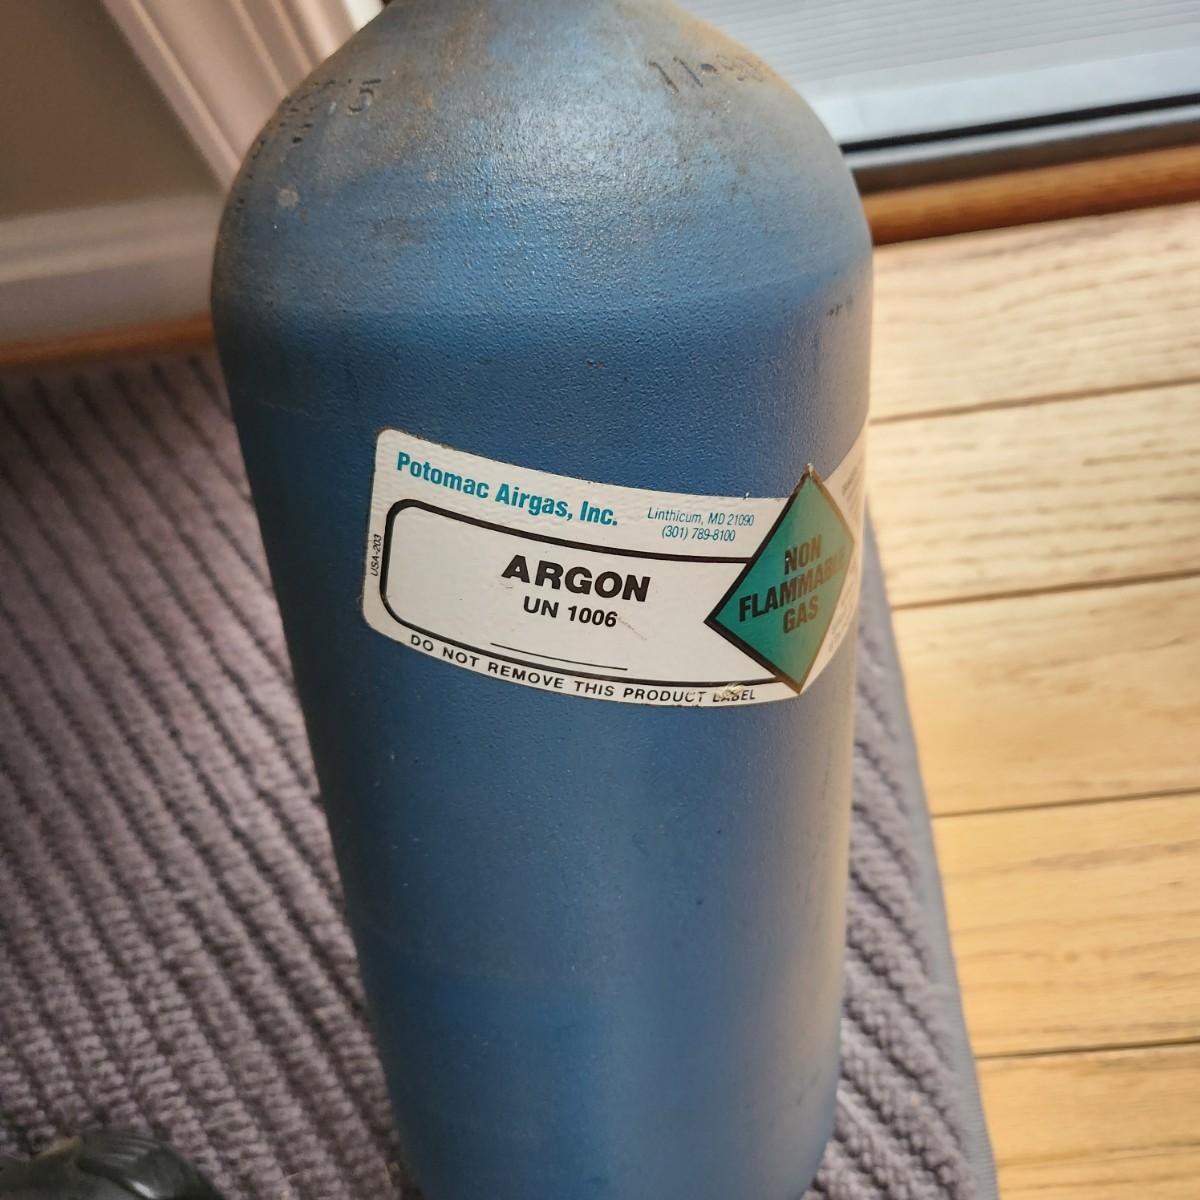 Potomac Airgas, Inc.
Linthicum, MD 21090
(301) 789-8100
USA-203
ARGON
UN 1006
NON
FLAMMABLE
GAS
DO NOT REMOVE THIS PRODUCT LABEL